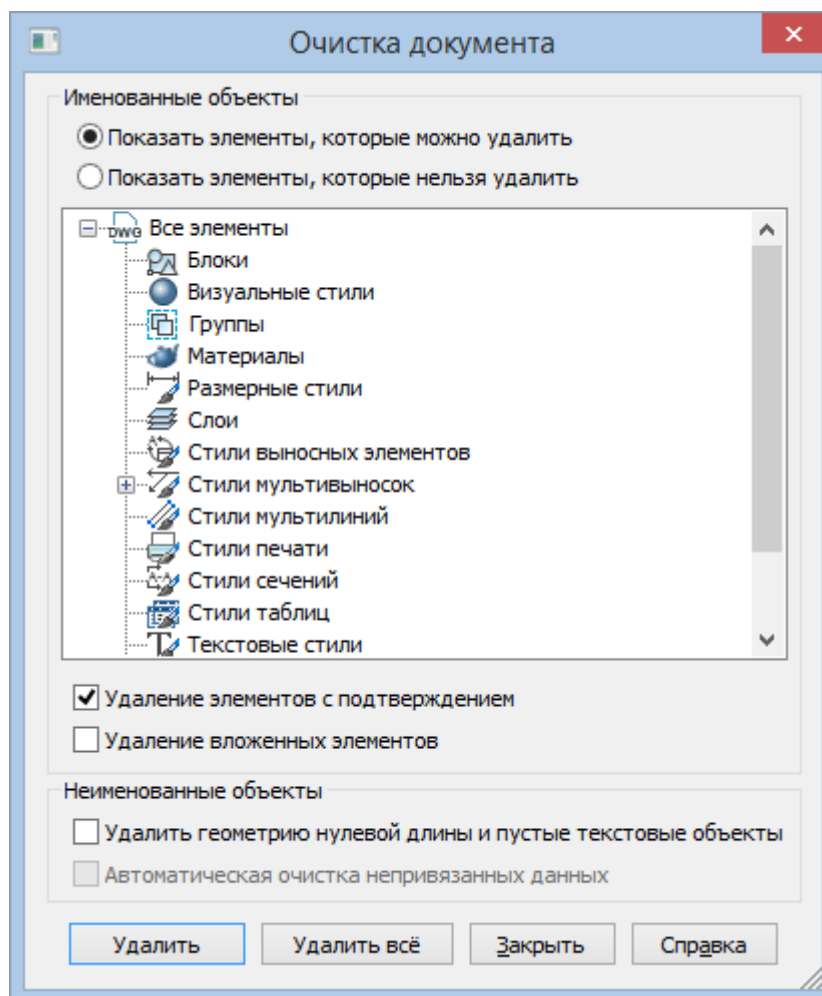 Очистка документа
Именованные объекты
Показать элементы, которые можно удалить
Показать элементы, которые нельзя удалить
DWG Все элементы
Блоки
Визуальные стили
Группы
Материалы
Размерные стили
Слои
Стили выносных элементов
Стили мультивыносок
Стили мультилиний
Стили печати
Стили сечений
Стили таблиц
Текстовые стили
Удаление элементов с подтверждением
Удаление вложенных элементов
Неименованные объекты
Удалить геометрию нулевой длины и пустые текстовые объекты
Автоматическая очистка непривязанных данных
Удалить Удалить всё Закрыть Справка